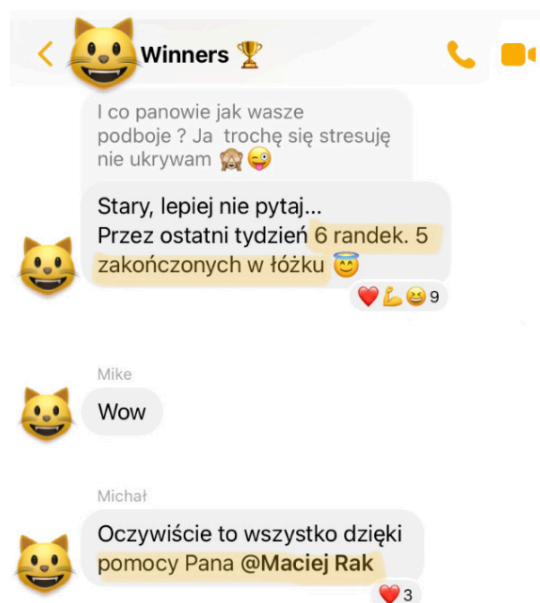 Winners 🏆
I co panowie jak wasze
podboje ? Ja trochę się stresuję
nie ukrywam 🙈😜
Stary, lepiej nie pytaj...
Przez ostatni tydzień 6 randek. 5
zakończonych w łóżku 😇
❤️💪😆 9
Mike
Wow
Michał
Oczywiście to wszystko dzięki
pomocy Pana @Maciej Rak
❤️ 3